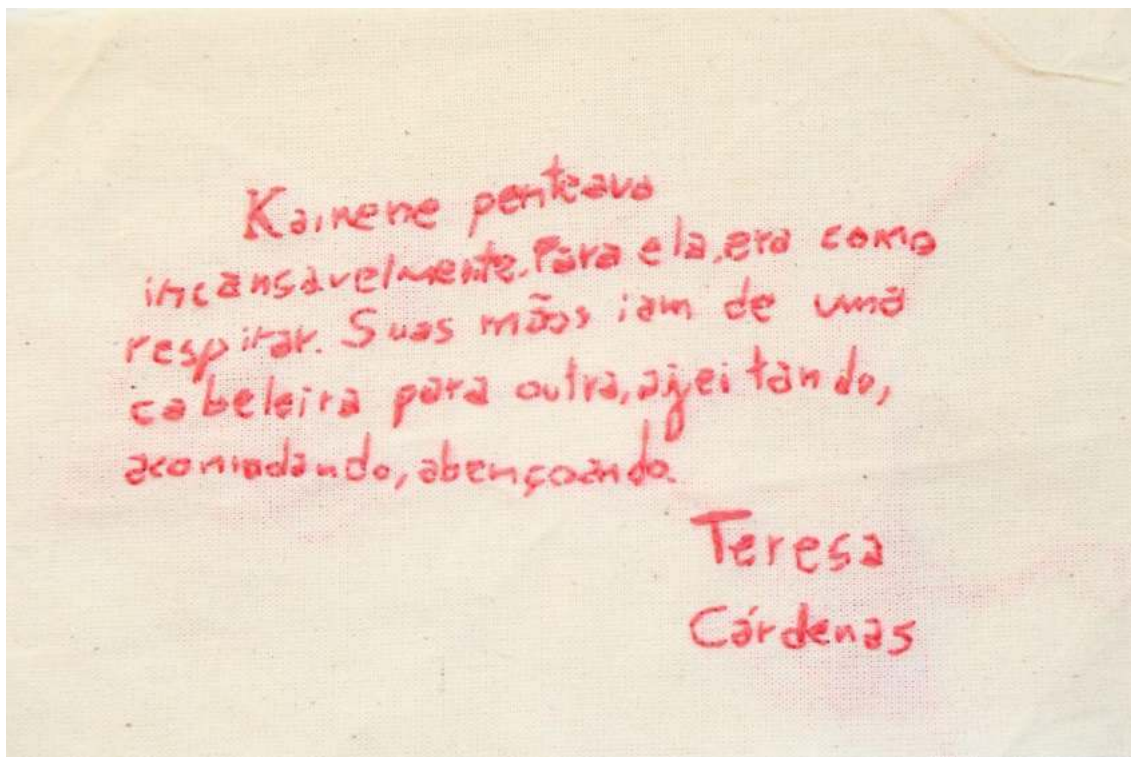 Kainene penteava
incansavelmente. Para ela, era como
respirar. Suas mãos iam de uma
cabeleira para outra, ajeitando,
acomodando, abençoando.
Teresa
Cárdenas